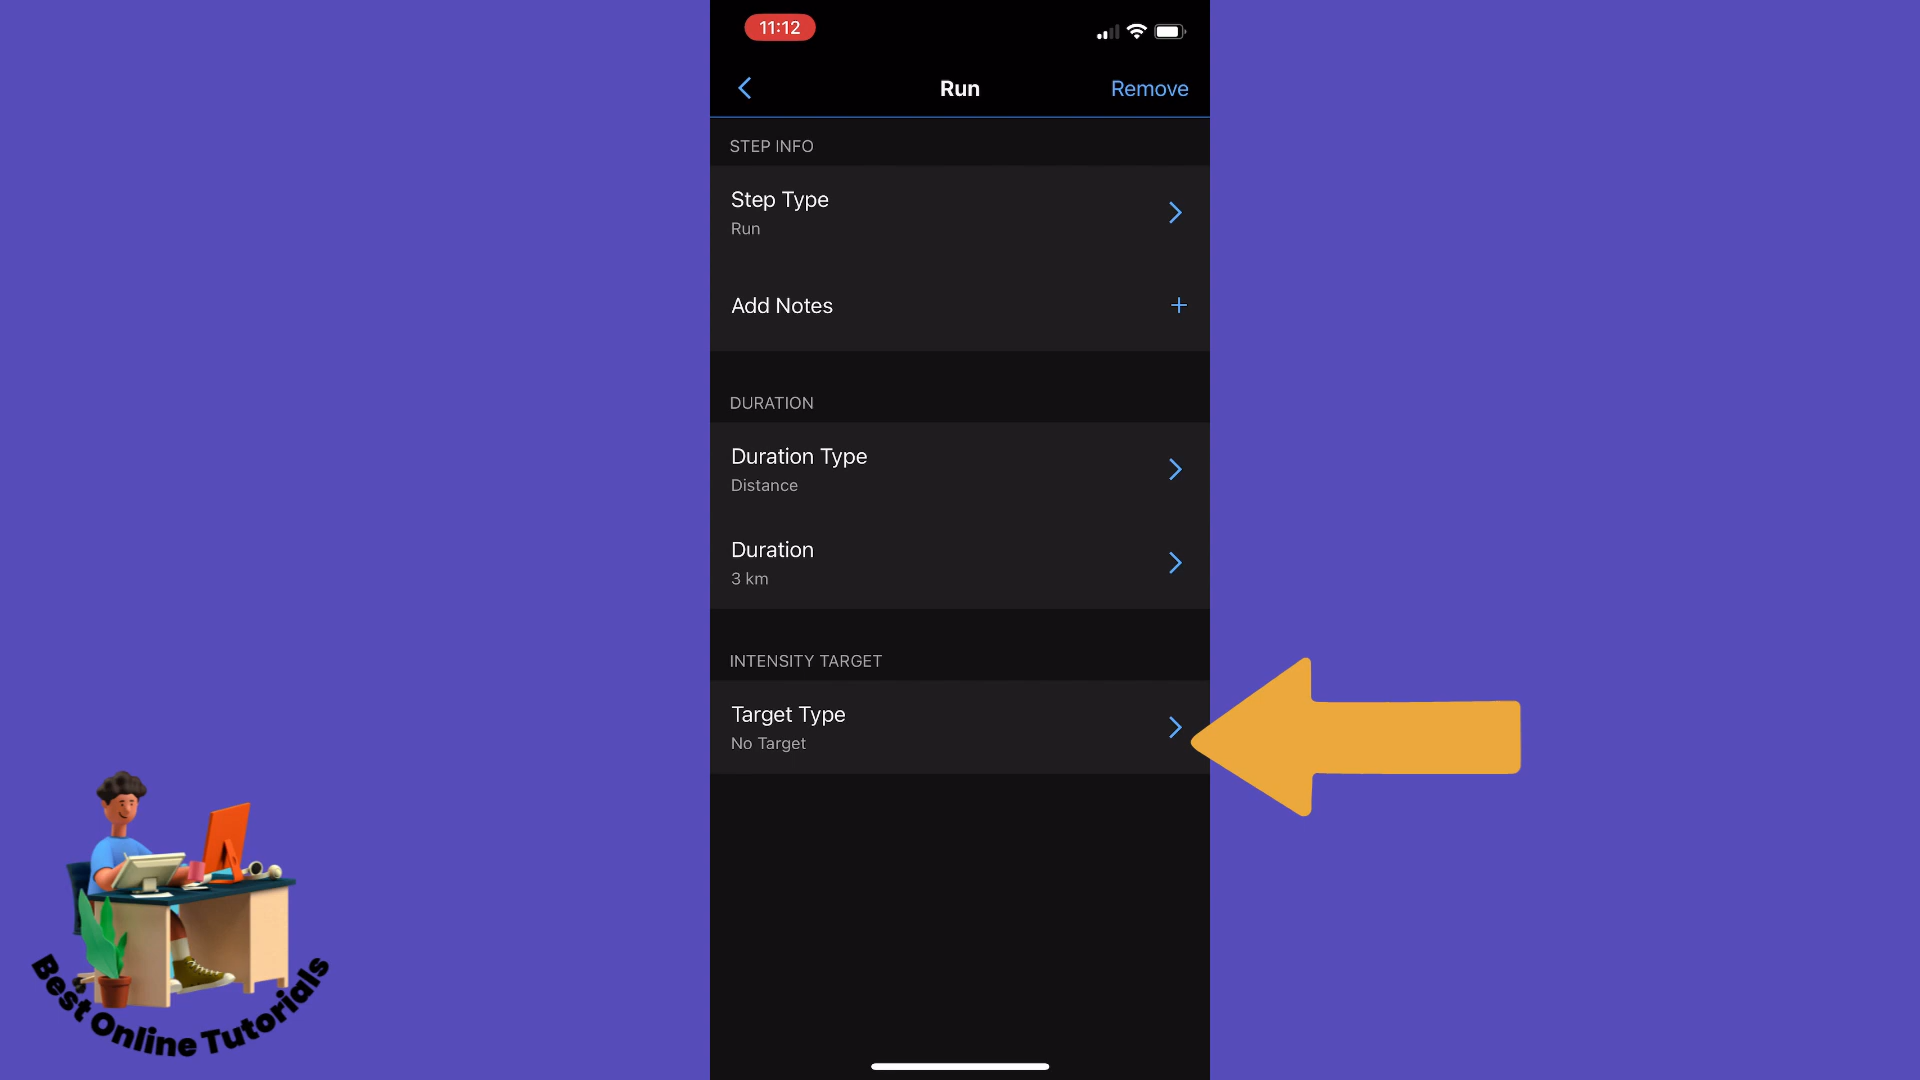 11:12
Run
Remove
STEP INFO
Step Type
Run
Add Notes
DURATION
Duration Type
Distance
Duration
3 km
INTENSITY TARGET
Target Type
No Target
Best Online Tutorials